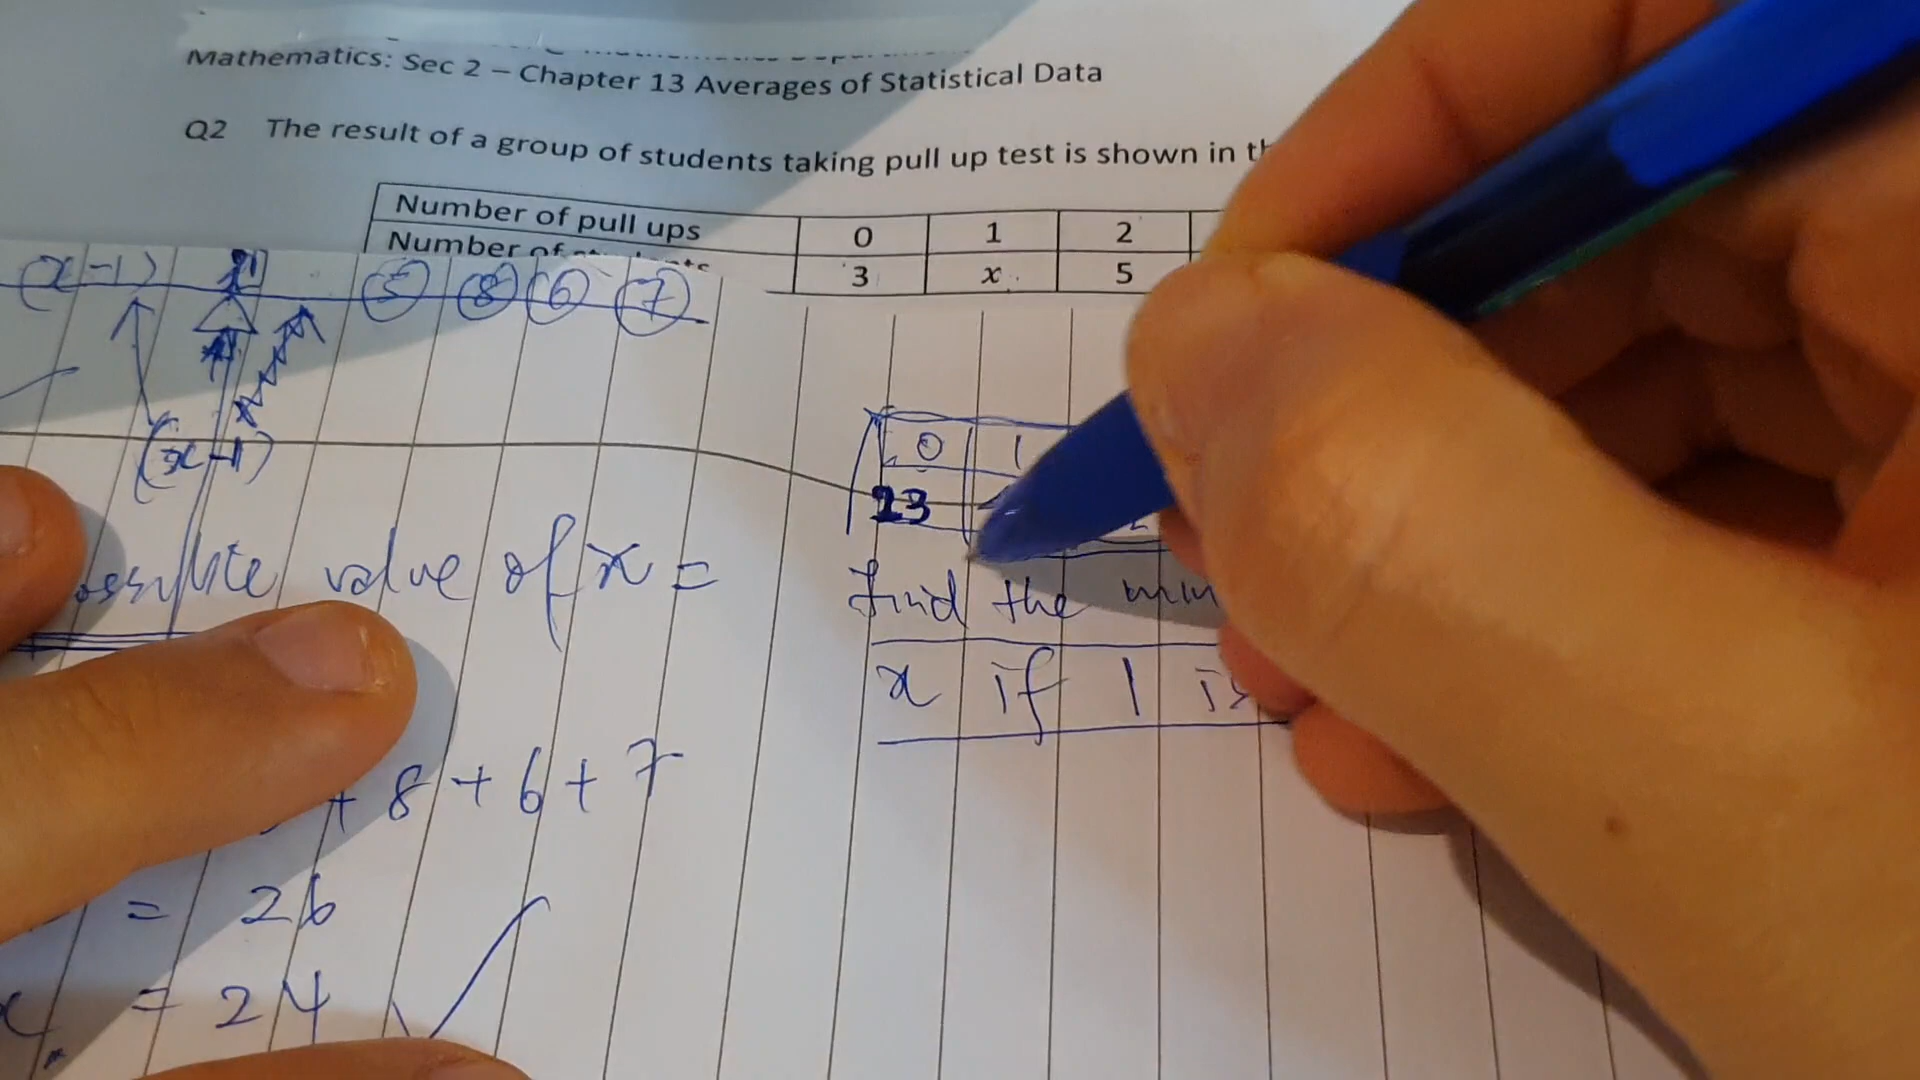 Mathematics: Sec 2 – Chapter 13 Averages of Statistical Data
Q2 The result of a group of students taking pull up test is shown in
Number of pull ups 0 1 2
Number of 3 x 5
(x-1) 5 8 6 7
(x-1)
value of x =
+ 8 + 6 + 7
= 26
x = 24
0 1
find the min
x if 1 is